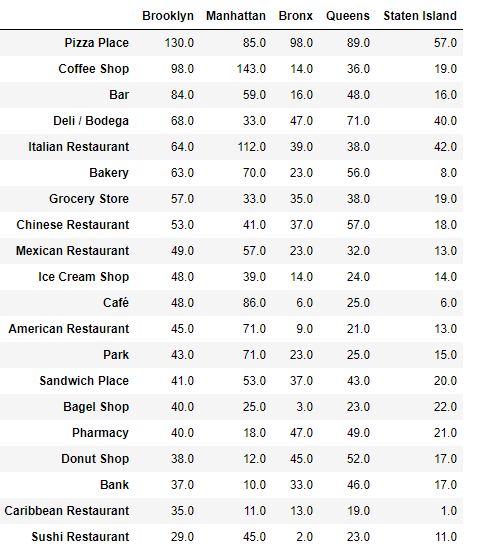 Brooklyn Manhattan Bronx Queens Staten Island
Pizza Place 130.0 85.0 98.0 89.0 57.0
Coffee Shop 98.0 143.0 14.0 36.0 19.0
Bar 84.0 59.0 16.0 48.0 16.0
Deli / Bodega 68.0 33.0 47.0 71.0 40.0
Italian Restaurant 64.0 112.0 39.0 38.0 42.0
Bakery 63.0 70.0 23.0 56.0 8.0
Grocery Store 57.0 33.0 35.0 38.0 19.0
Chinese Restaurant 53.0 41.0 37.0 57.0 18.0
Mexican Restaurant 49.0 57.0 23.0 32.0 13.0
Ice Cream Shop 48.0 39.0 14.0 24.0 14.0
Café 48.0 86.0 6.0 25.0 6.0
American Restaurant 45.0 71.0 9.0 21.0 13.0
Park 43.0 71.0 23.0 25.0 15.0
Sandwich Place 41.0 53.0 37.0 43.0 20.0
Bagel Shop 40.0 25.0 3.0 23.0 22.0
Pharmacy 40.0 18.0 47.0 49.0 21.0
Donut Shop 38.0 12.0 45.0 52.0 17.0
Bank 37.0 10.0 33.0 46.0 17.0
Caribbean Restaurant 35.0 11.0 13.0 19.0 1.0
Sushi Restaurant 29.0 45.0 2.0 23.0 11.0